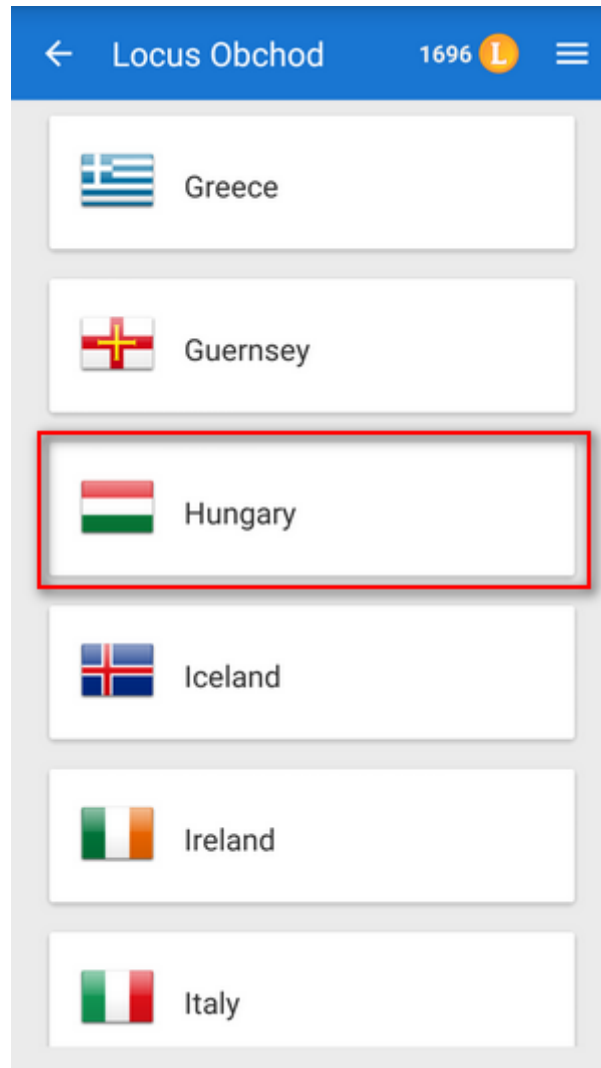 Locus Obchod 1696 L
Greece
Guernsey
Hungary
Iceland
Ireland
Italy